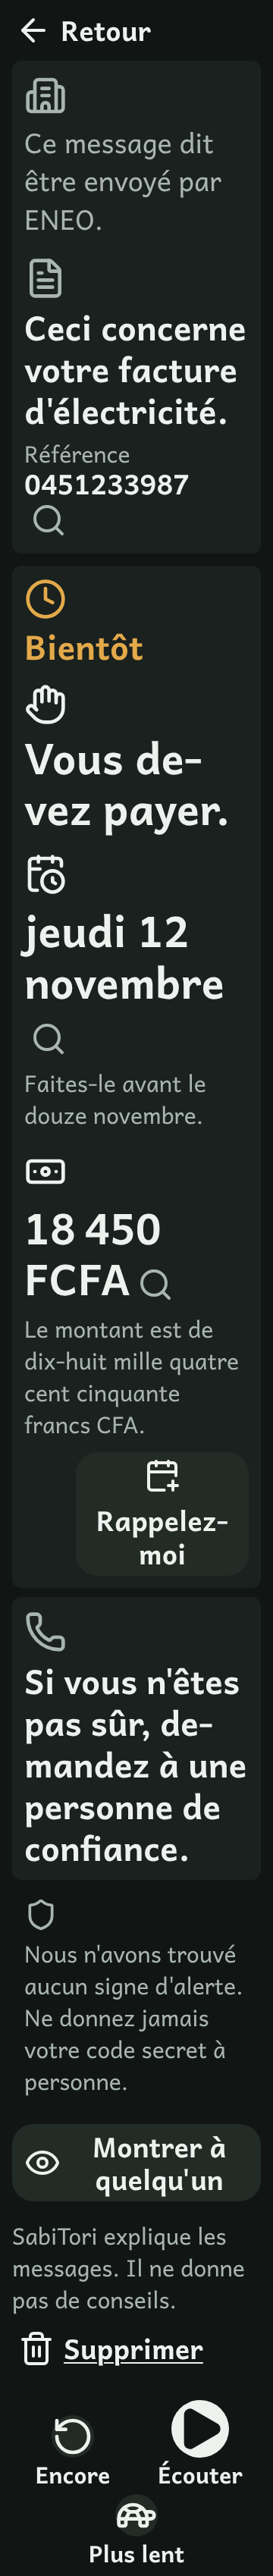 Retour
Ce message dit
être envoyé par
ENEO.
Ceci concerne
votre facture
d'électricité.
Référence
0451233987
Bientôt
Vous de-
vez payer.
jeudi 12
novembre
Faites-le avant le
douze novembre.
18 450
FCFA
Le montant est de
dix-huit mille quatre
cent cinquante
francs CFA.
Rappelez-
moi
Si vous n'êtes
pas sûr, de-
mandez à une
personne de
confiance.
Nous n'avons trouvé
aucun signe d'alerte.
Ne donnez jamais
votre code secret à
personne.
Montrer à
quelqu'un
SabiTori explique les
messages. Il ne donne
pas de conseils.
Supprimer
Encore
Écouter
Plus lent